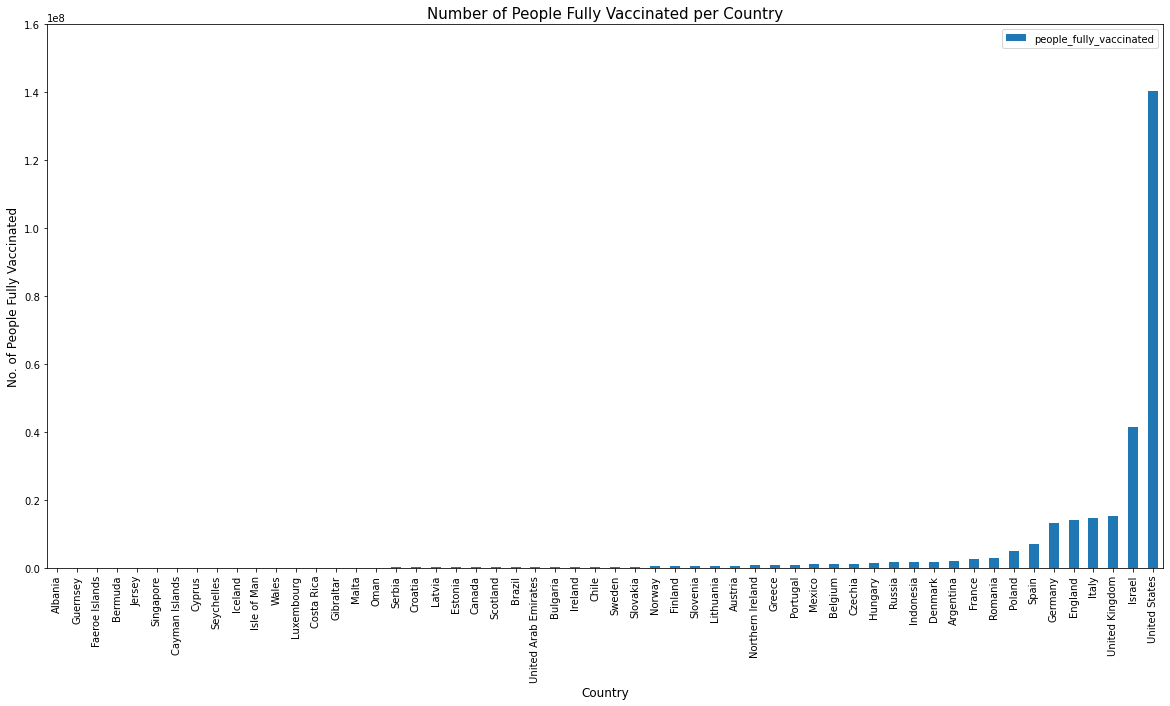 Number of People Fully Vaccinated per Country
1e8
people_fully_vaccinated
1.6
1.4
1.2
1.0
0.8
0.6
0.4
0.2
0.0
No. of People Fully Vaccinated
Albania
Guernsey
Faeroe Islands
Bermuda
Jersey
Singapore
Cayman Islands
Cyprus
Seychelles
Iceland
Isle of Man
Wales
Luxembourg
Costa Rica
Gibraltar
Malta
Oman
Serbia
Croatia
Latvia
Estonia
Canada
Scotland
Brazil
United Arab Emirates
Bulgaria
Ireland
Chile
Sweden
Slovakia
Norway
Finland
Slovenia
Lithuania
Austria
Northern Ireland
Greece
Portugal
Mexico
Belgium
Czechia
Hungary
Russia
Indonesia
Denmark
Argentina
France
Romania
Poland
Spain
Germany
England
Italy
United Kingdom
Israel
United States
Country